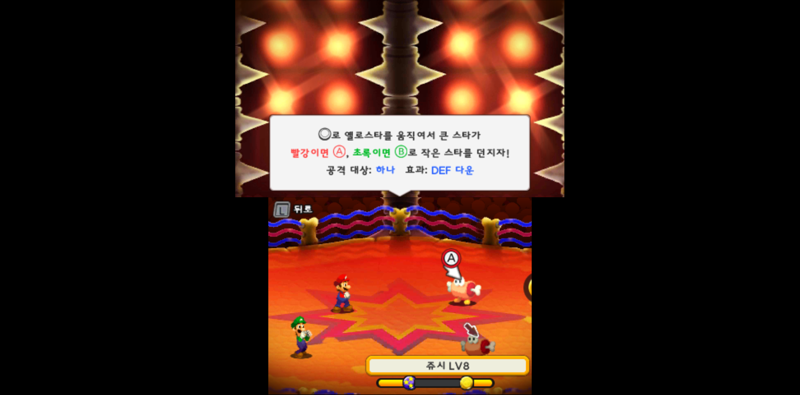 로 옐로스타를 움직여서 큰 스타가
빨강이면 Ⓐ, 초록이면 Ⓑ로 작은 스타를 던지자!
공격 대상: 하나 효과: DEF 다운
L 뒤로
A
쥬시 LV8